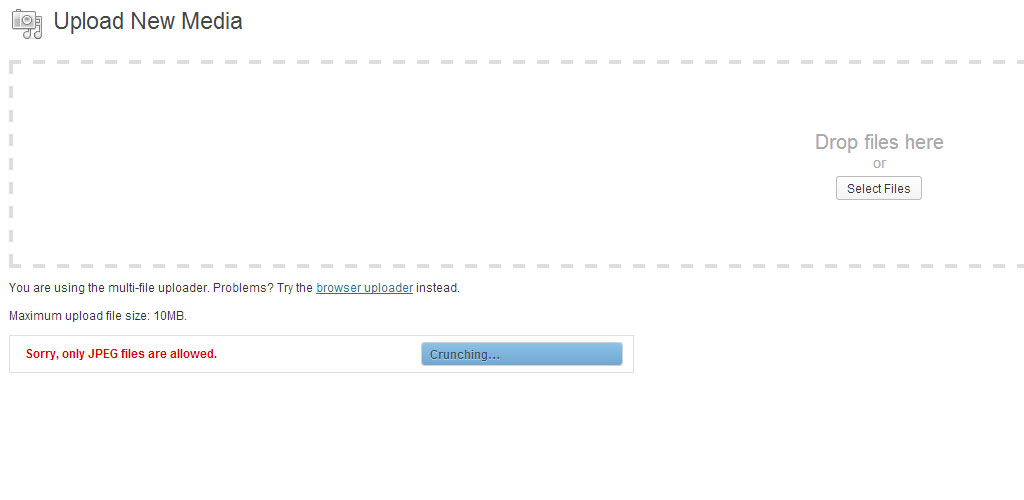 Upload New Media
Drop files here
or
Select Files
You are using the multi-file uploader. Problems? Try the browser uploader instead.
Maximum upload file size: 10MB.
Sorry, only JPEG files are allowed.
Crunching...